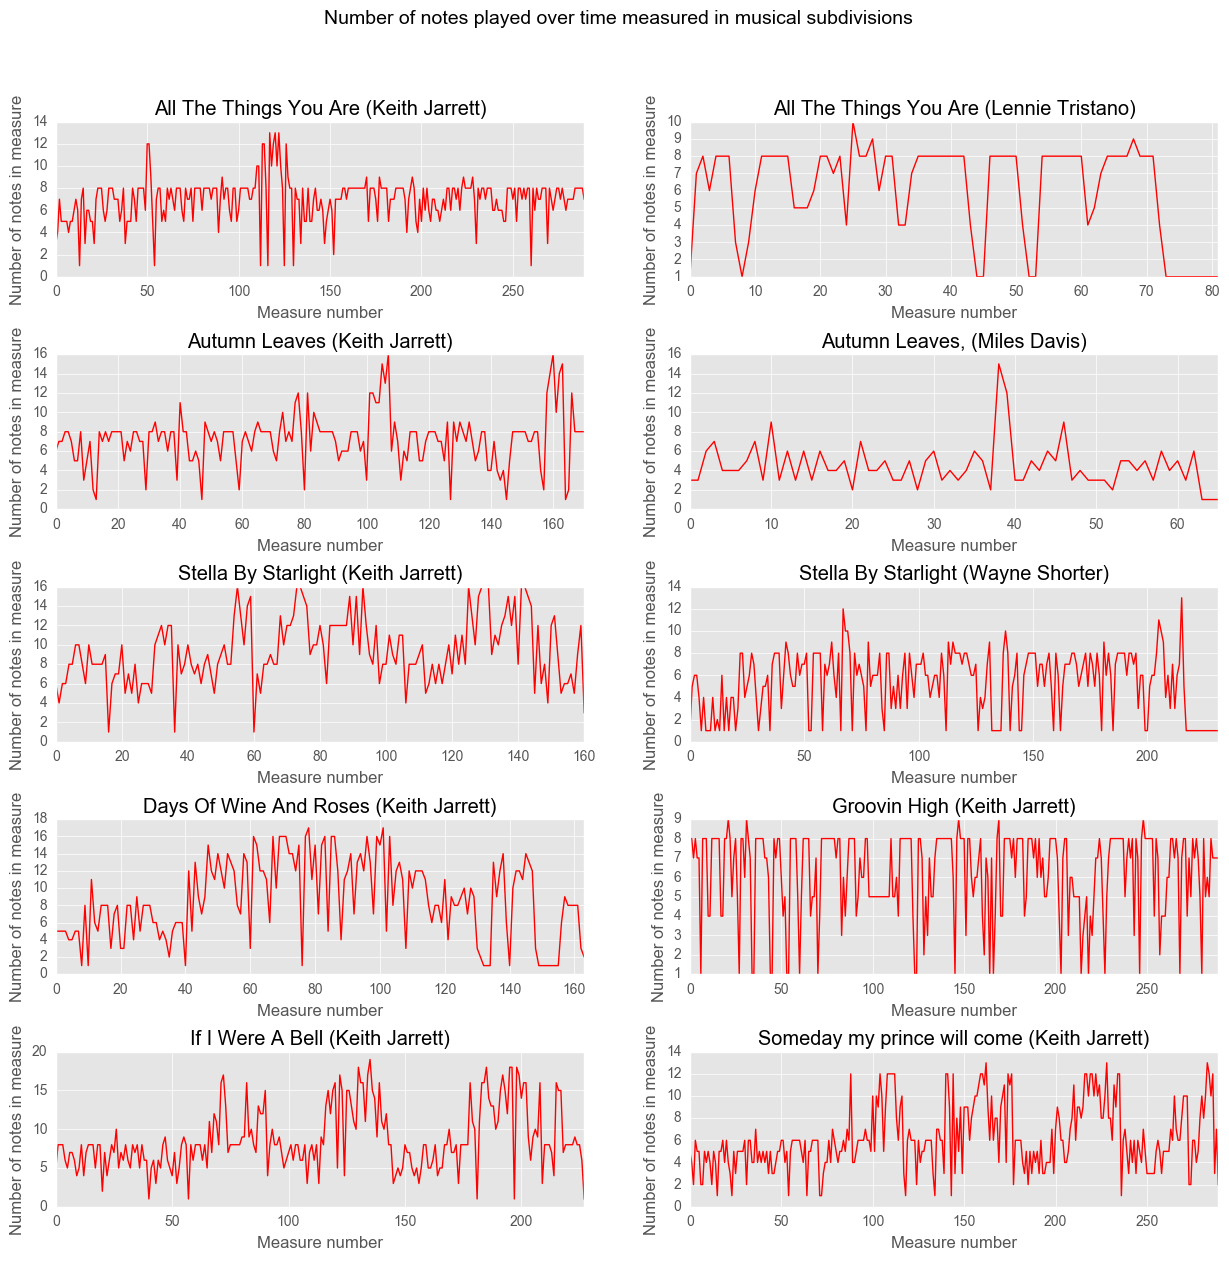 Number of notes played over time measured in musical subdivisions
All The Things You Are (Keith Jarrett)
Number of notes in measure
14
12
10
8
6
4
2
0
0 50 100 150 200 250
Measure number
All The Things You Are (Lennie Tristano)
Number of notes in measure
10
9
8
7
6
5
4
3
2
1
0 10 20 30 40 50 60 70 80
Measure number
Autumn Leaves (Keith Jarrett)
Number of notes in measure
16
14
12
10
8
6
4
2
0
0 20 40 60 80 100 120 140 160
Measure number
Autumn Leaves, (Miles Davis)
Number of notes in measure
16
14
12
10
8
6
4
2
0
0 10 20 30 40 50 60
Measure number
Stella By Starlight (Keith Jarrett)
Number of notes in measure
16
14
12
10
8
6
4
2
0
0 20 40 60 80 100 120 140 160
Measure number
Stella By Starlight (Wayne Shorter)
Number of notes in measure
14
12
10
8
6
4
2
0
0 50 100 150 200
Measure number
Days Of Wine And Roses (Keith Jarrett)
Number of notes in measure
18
16
14
12
10
8
6
4
2
0
0 20 40 60 80 100 120 140 160
Measure number
Groovin High (Keith Jarrett)
Number of notes in measure
9
8
7
6
5
4
3
2
1
0 50 100 150 200 250
Measure number
If I Were A Bell (Keith Jarrett)
Number of notes in measure
20
15
10
5
0
0 50 100 150 200
Measure number
Someday my prince will come (Keith Jarrett)
Number of notes in measure
14
12
10
8
6
4
2
0
0 50 100 150 200 250
Measure number